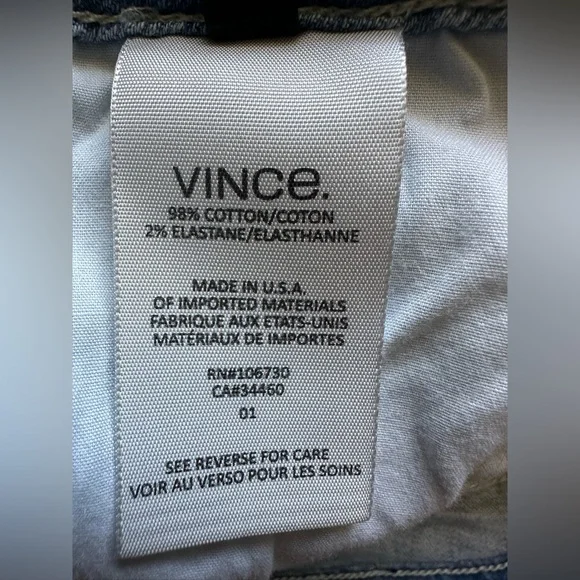 VINCE.
98% COTTON/COTON
2% ELASTANE/ELASTHANNE
MADE IN U.S.A.
OF IMPORTED MATERIALS
FABRIQUE AUX ETATS-UNIS
MATÉRIAUX DE IMPORTES
RN#106730
CA#34460
01
SEE REVERSE FOR CARE
VOIR AU VERSO POUR LES SOINS